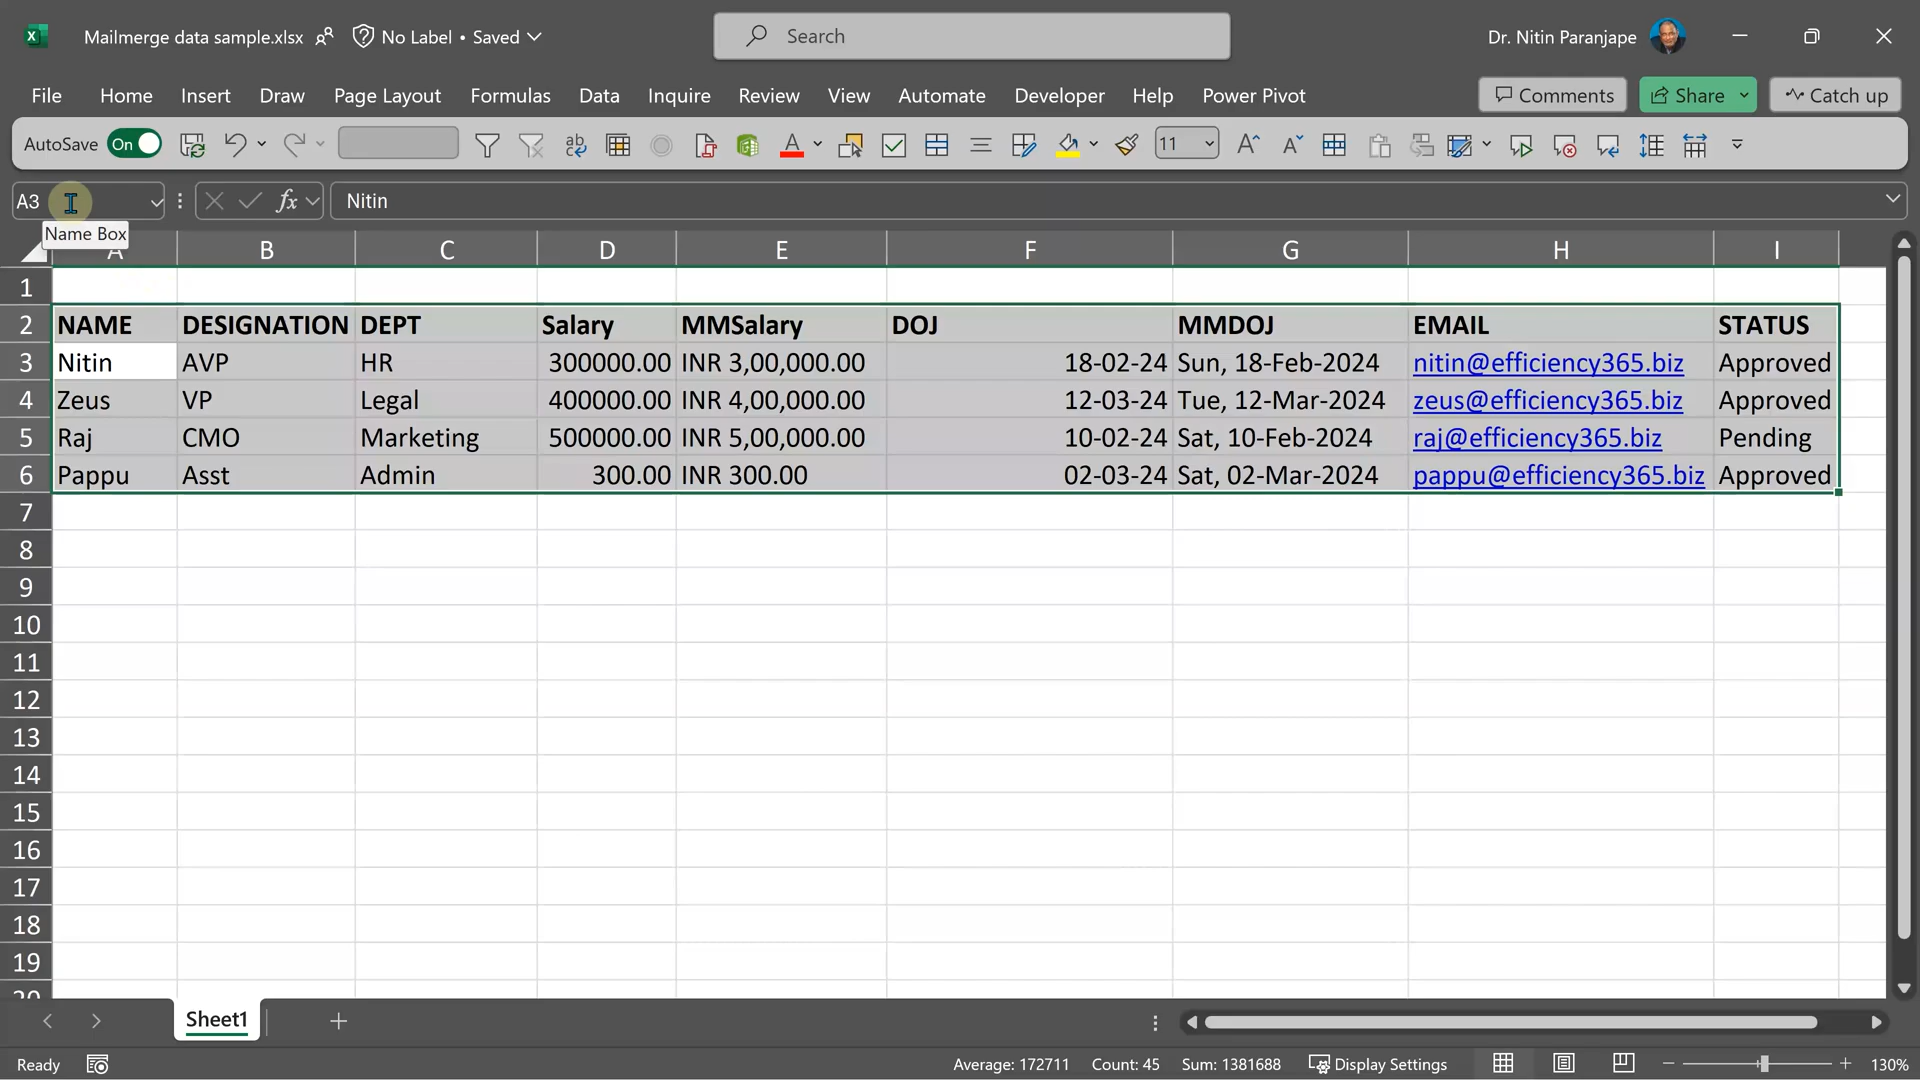 Mailmerge data sample.xlsx No Label • Saved Search Dr. Nitin Paranjape
File Home Insert Draw Page Layout Formulas Data Inquire Review View Automate Developer Help Power Pivot Comments Share Catch up
AutoSave On 11
A3 fx Nitin
Name Box
A B C D E F G H I
1
2 NAME DESIGNATION DEPT Salary MMSalary DOJ MMDOJ EMAIL STATUS
3 Nitin AVP HR 300000.00 INR 3,00,000.00 18-02-24 Sun, 18-Feb-2024 nitin@efficiency365.biz Approved
4 Zeus VP Legal 400000.00 INR 4,00,000.00 12-03-24 Tue, 12-Mar-2024 zeus@efficiency365.biz Approved
5 Raj CMO Marketing 500000.00 INR 5,00,000.00 10-02-24 Sat, 10-Feb-2024 raj@efficiency365.biz Pending
6 Pappu Asst Admin 300.00 INR 300.00 02-03-24 Sat, 02-Mar-2024 pappu@efficiency365.biz Approved
7
8
9
10
11
12
13
14
15
16
17
18
19
20
Sheet1
Ready Average: 172711 Count: 45 Sum: 1381688 Display Settings 130%